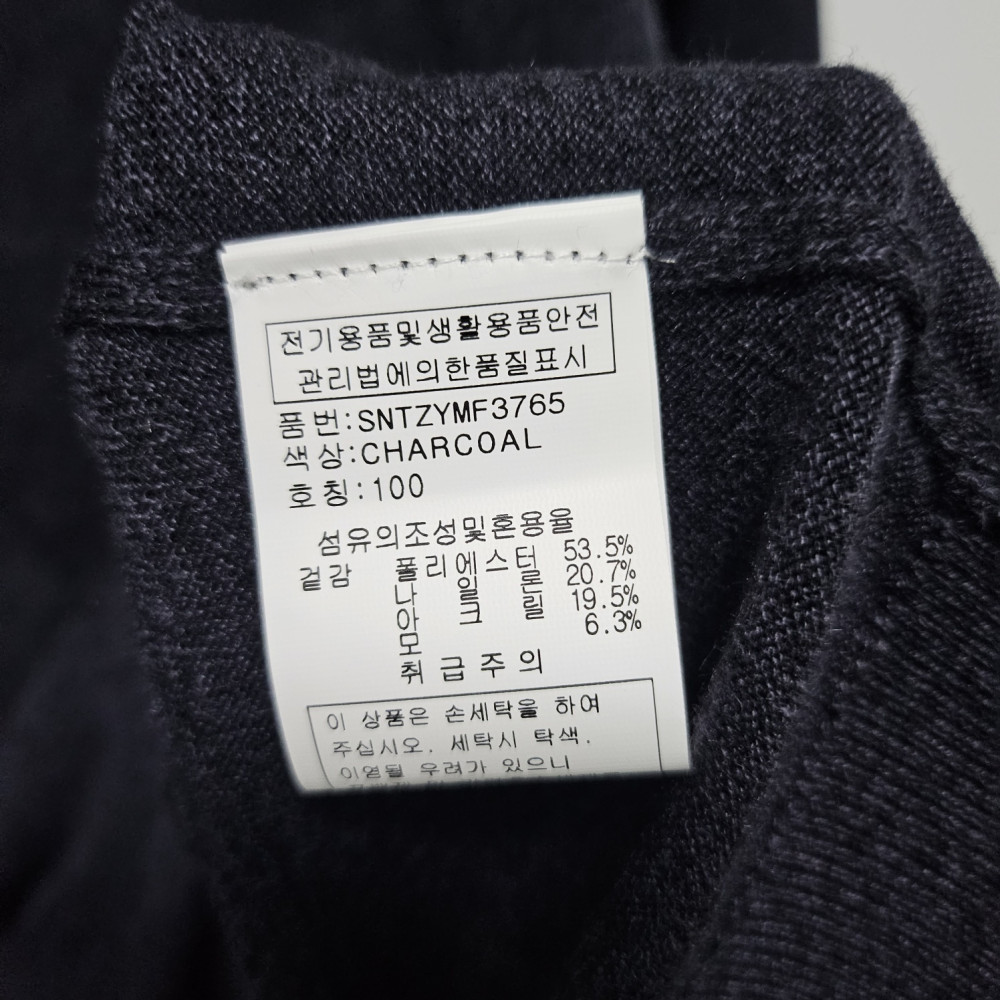 전기용품및생활용품안전
관리법에의한품질표시
품번:SNTZYMF3765
색상:CHARCOAL
호칭:100
섬유의조성및혼용율
겉감 폴리에스터 53.5%
나일론 20.7%
아크릴 19.5%
모 6.3%
취급주의
이 상품은 손세탁을 하여
주십시오. 세탁시 탁색.
이염될 우려가 있으니